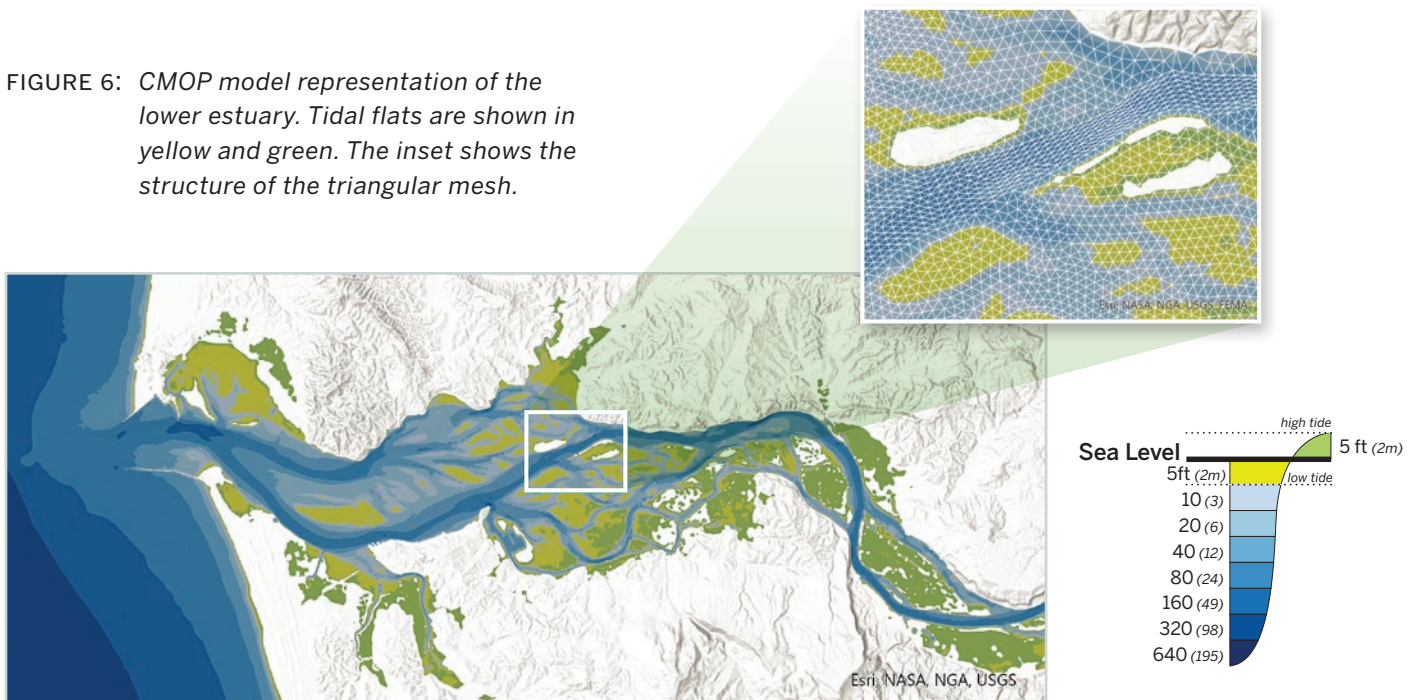 FIGURE 6: CMOP model representation of the
lower estuary. Tidal flats are shown in
yellow and green. The inset shows the
structure of the triangular mesh.
Esri, NASA, NGA, USGS, FEMA
high tide
Sea Level
5 ft (2m)
5ft (2m)
low tide
10 (3)
20 (6)
40 (12)
80 (24)
160 (49)
320 (98)
640 (195)
Esri, NASA, NGA, USGS